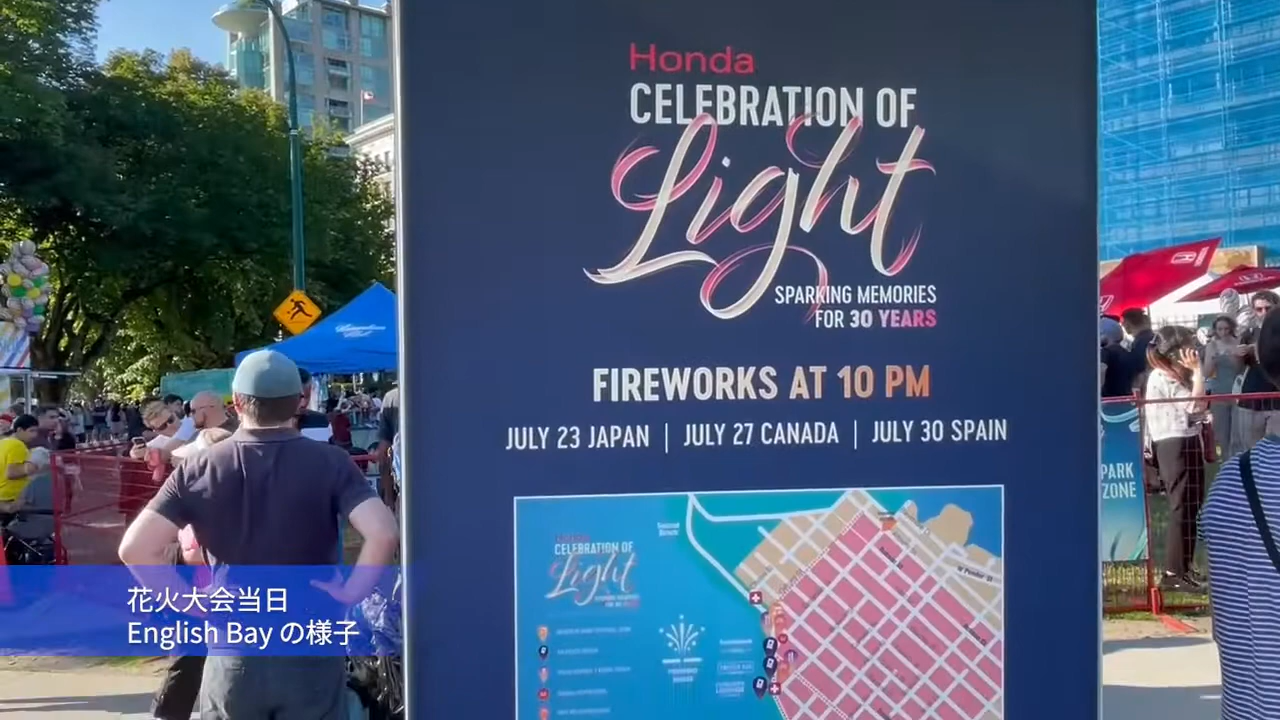 Honda
CELEBRATION OF
Light
SPARKING MEMORIES
FOR 30 YEARS
FIREWORKS AT 10 PM
JULY 23 JAPAN | JULY 27 CANADA | JULY 30 SPAIN
CELEBRATION OF
Light
PARK
ZONE
花火大会当日
English Bay の様子